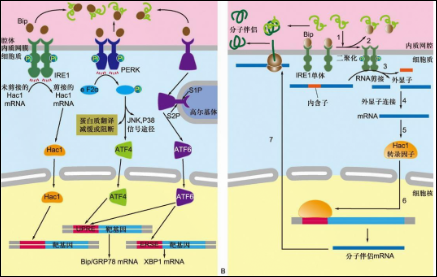 Bip
腔体
内质网膜
细胞质
IRE1
PERK
未剪接的
Hac1
mRNA
剪接的
Hac1
mRNA
蛋白质翻译
减缓或阻断
JNK,P38
信号途径
S1P
S2P
高尔基体
Hac1
ATF4
ATF6
Hac1
ATF4
ATF6
靶基因
靶基因
靶基因
Bip/GRP78 mRNA
XBP1 mRNA
B
分子伴侣
Bip
1
2
内质网腔
二聚化
细胞质
IRE1单体
RNA剪接
3
外显子
内含子
外显子连接
4
mRNA
5
7
Hac1
转录因子
6
细胞核
分子伴侣mRNA